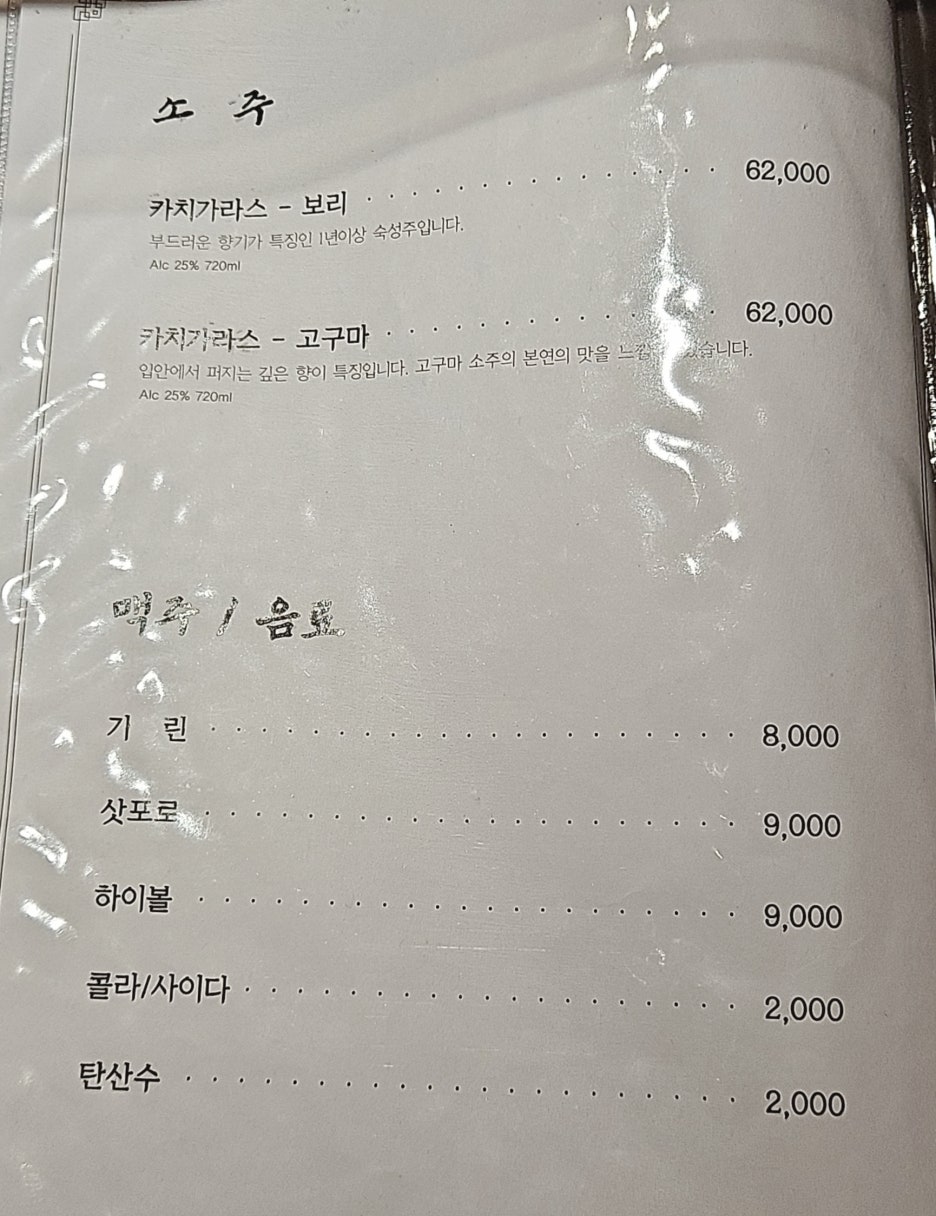 소 주
카치가라스 - 보리 62,000
부드러운 향기가 특징인 1년이상 숙성주입니다.
Alc 25% 720ml
카치가라스 - 고구마 62,000
입안에서 퍼지는 깊은 향이 특징입니다. 고구마 소주의 본연의 맛을
Alc 25% 720ml
맥주 / 음료
기 린 8,000
삿포로 9,000
하이볼 9,000
콜라/사이다 2,000
탄산수 2,000